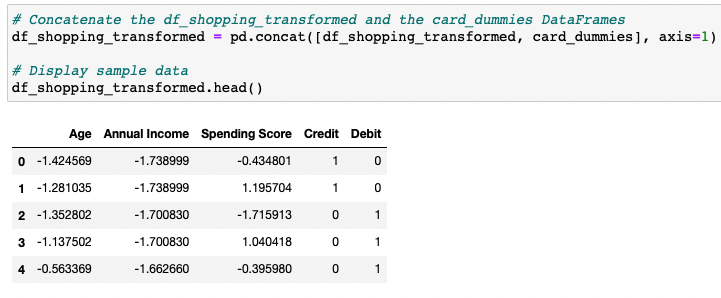 # Concatenate the df_shopping_transformed and the card_dummies DataFrames
df_shopping_transformed = pd.concat([df_shopping_transformed, card_dummies], axis=1)
# Display sample data
df_shopping_transformed.head()
Age Annual Income Spending Score Credit Debit
0 -1.424569 -1.738999 -0.434801 1 0
1 -1.281035 -1.738999 1.195704 1 0
2 -1.352802 -1.700830 -1.715913 0 1
3 -1.137502 -1.700830 1.040418 0 1
4 -0.563369 -1.662660 -0.395980 0 1